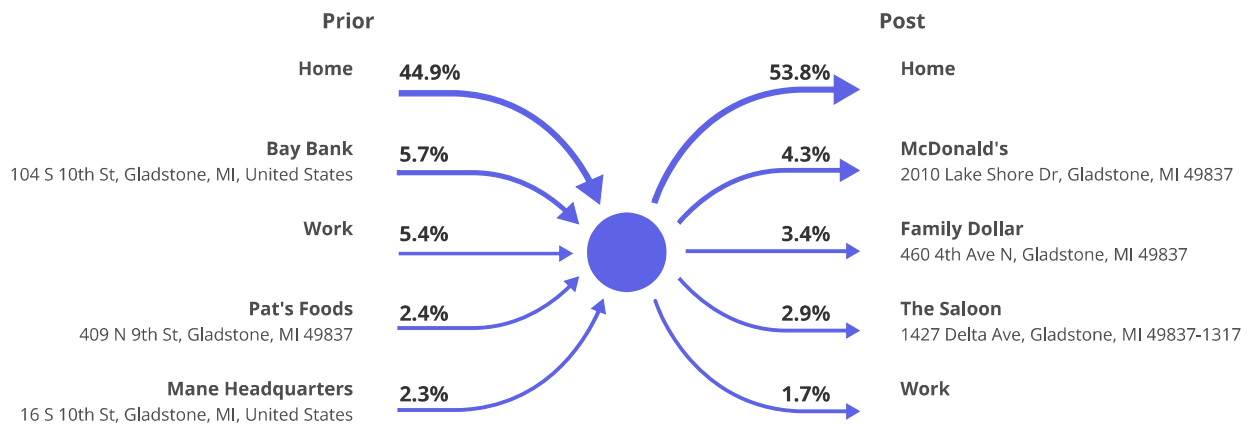 Prior
Post
Home
44.9%
53.8%
Home
Bay Bank
104 S 10th St, Gladstone, MI, United States
5.7%
4.3%
McDonald's
2010 Lake Shore Dr, Gladstone, MI 49837
Work
5.4%
3.4%
Family Dollar
460 4th Ave N, Gladstone, MI 49837
Pat's Foods
409 N 9th St, Gladstone, MI 49837
2.4%
2.9%
The Saloon
1427 Delta Ave, Gladstone, MI 49837-1317
Mane Headquarters
16 S 10th St, Gladstone, MI, United States
2.3%
1.7%
Work